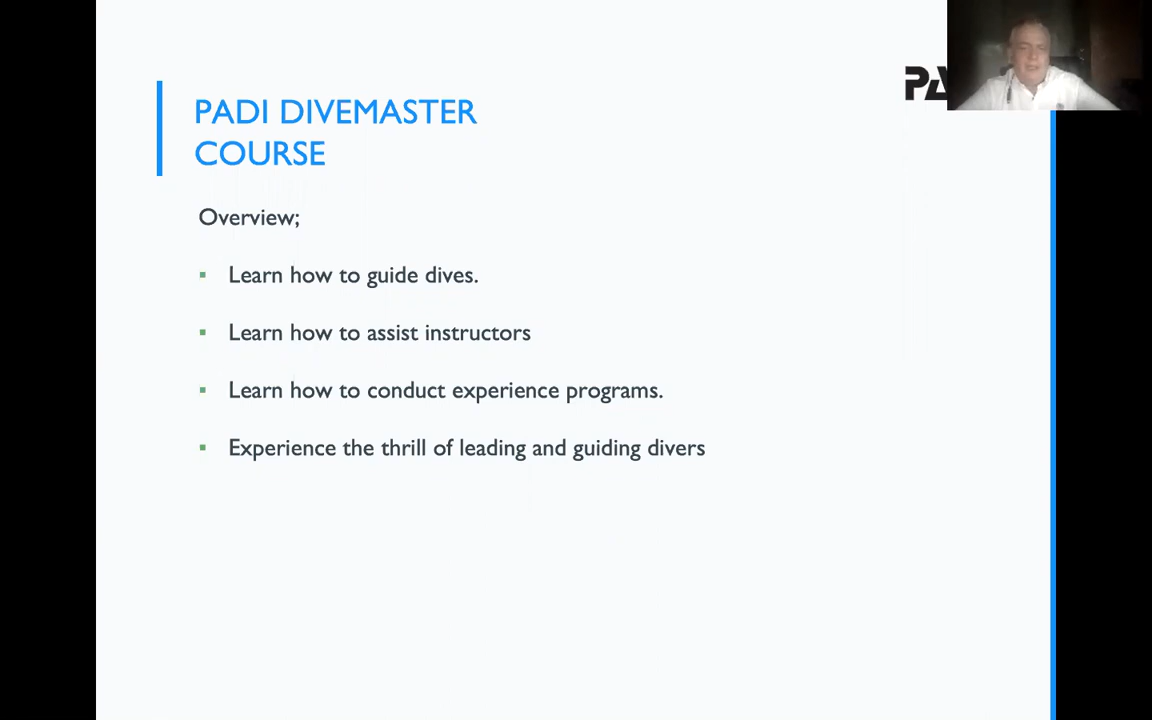 PADI DIVEMASTER
COURSE
Overview;
Learn how to guide dives.
Learn how to assist instructors
Learn how to conduct experience programs.
Experience the thrill of leading and guiding divers